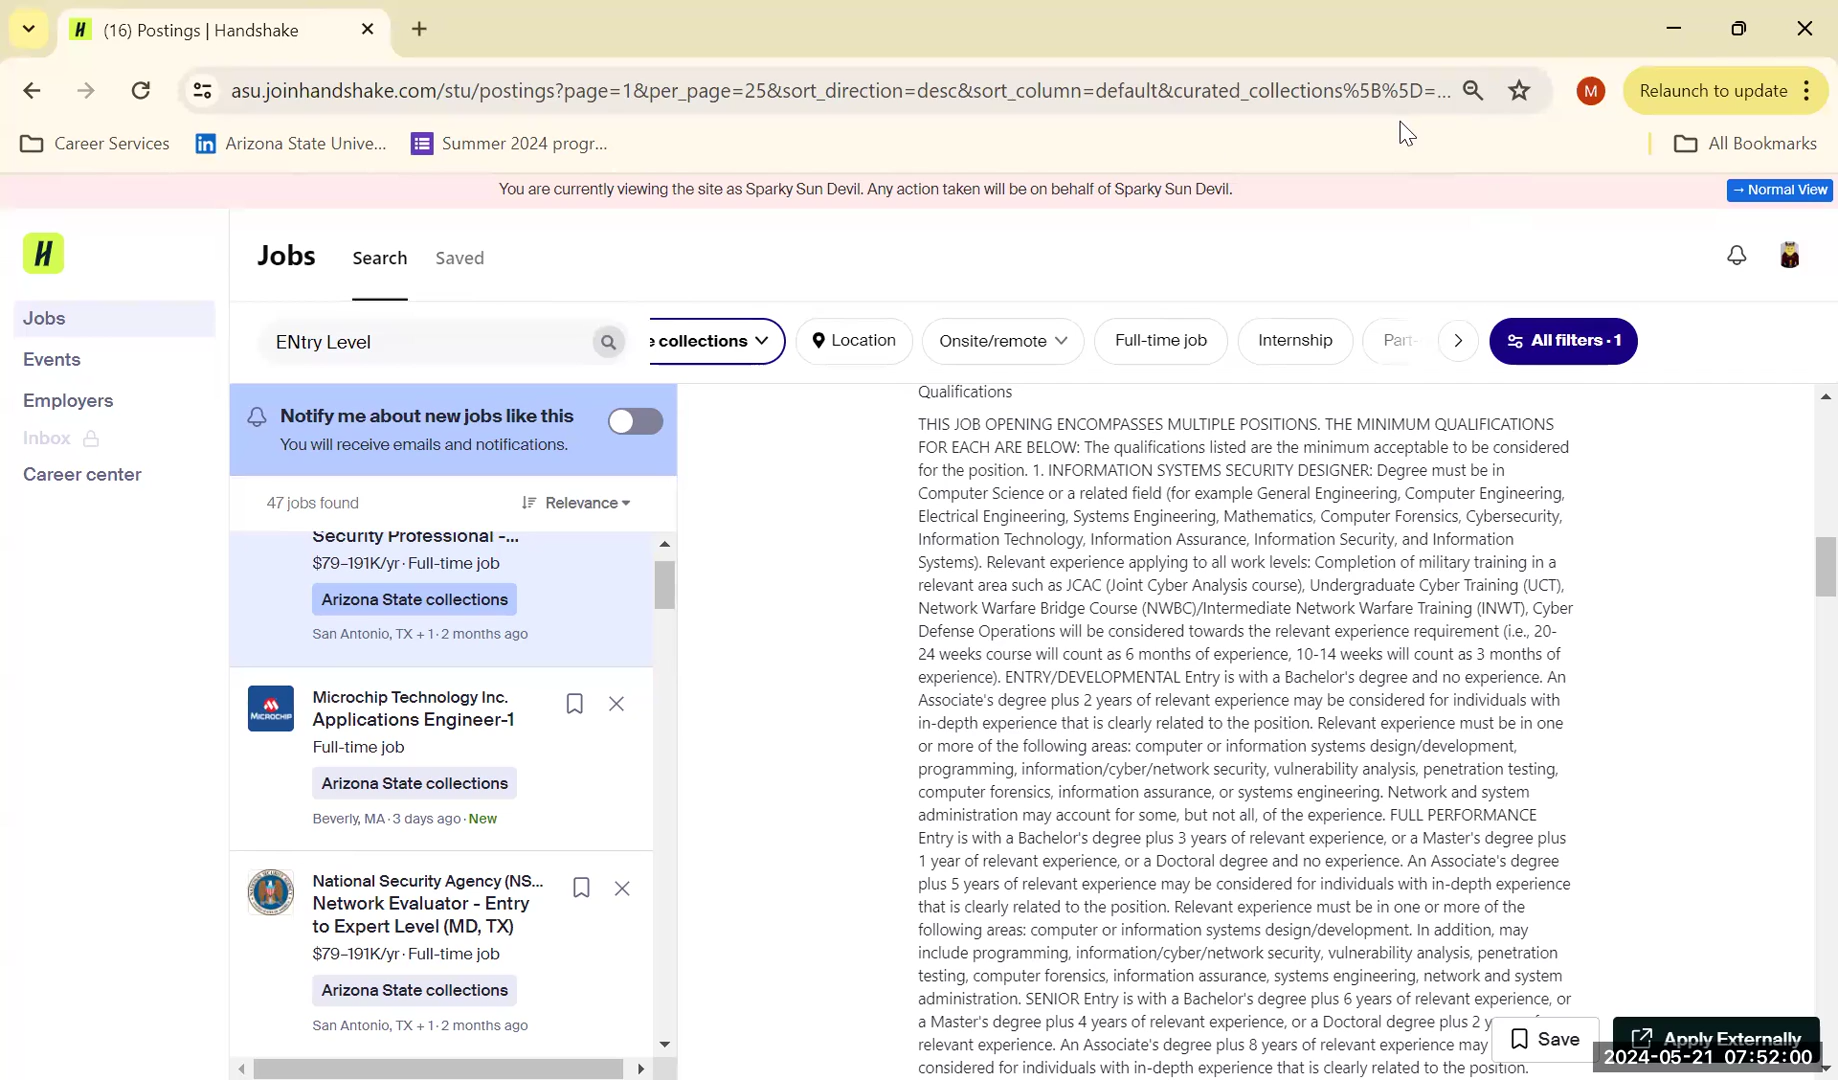 (16) Postings | Handshake
asu.joinhandshake.com/stu/postings?page=1&per_page=25&sort_direction=desc&sort_column=default&curated_collections%5B%5D=...
M
Relaunch to update
Career Services
Arizona State Unive...
Summer 2024 progr...
All Bookmarks
You are currently viewing the site as Sparky Sun Devil. Any action taken will be on behalf of Sparky Sun Devil.
→ Normal View
H
Jobs
Search
Saved
Jobs
Events
Employers
Inbox
Career center
ENtry Level
e collections
Location
Onsite/remote
Full-time job
Internship
Part-
All filters · 1
Notify me about new jobs like this
You will receive emails and notifications.
47 jobs found
Relevance
Security Professional -...
$79–191K/yr · Full-time job
Arizona State collections
San Antonio, TX + 1 · 2 months ago
MICROCHIP
Microchip Technology Inc.
Applications Engineer-1
Full-time job
Arizona State collections
Beverly, MA · 3 days ago · New
National Security Agency (NS...
Network Evaluator - Entry
to Expert Level (MD, TX)
$79–191K/yr · Full-time job
Arizona State collections
San Antonio, TX + 1 · 2 months ago
Qualifications
THIS JOB OPENING ENCOMPASSES MULTIPLE POSITIONS. THE MINIMUM QUALIFICATIONS
FOR EACH ARE BELOW: The qualifications listed are the minimum acceptable to be considered
for the position. 1. INFORMATION SYSTEMS SECURITY DESIGNER: Degree must be in
Computer Science or a related field (for example General Engineering, Computer Engineering,
Electrical Engineering, Systems Engineering, Mathematics, Computer Forensics, Cybersecurity,
Information Technology, Information Assurance, Information Security, and Information
Systems). Relevant experience applying to all work levels: Completion of military training in a
relevant area such as JCAC (Joint Cyber Analysis course), Undergraduate Cyber Training (UCT),
Network Warfare Bridge Course (NWBC)/Intermediate Network Warfare Training (INWT), Cyber
Defense Operations will be considered towards the relevant experience requirement (i.e., 20-
24 weeks course will count as 6 months of experience, 10-14 weeks will count as 3 months of
experience). ENTRY/DEVELOPMENTAL Entry is with a Bachelor's degree and no experience. An
Associate's degree plus 2 years of relevant experience may be considered for individuals with
in-depth experience that is clearly related to the position. Relevant experience must be in one
or more of the following areas: computer or information systems design/development,
programming, information/cyber/network security, vulnerability analysis, penetration testing,
computer forensics, information assurance, or systems engineering. Network and system
administration may account for some, but not all, of the experience. FULL PERFORMANCE
Entry is with a Bachelor's degree plus 3 years of relevant experience, or a Master's degree plus
1 year of relevant experience, or a Doctoral degree and no experience. An Associate's degree
plus 5 years of relevant experience may be considered for individuals with in-depth experience
that is clearly related to the position. Relevant experience must be in one or more of the
following areas: computer or information systems design/development. In addition, may
include programming, information/cyber/network security, vulnerability analysis, penetration
testing, computer forensics, information assurance, systems engineering, network and system
administration. SENIOR Entry is with a Bachelor's degree plus 6 years of relevant experience, or
a Master's degree plus 4 years of relevant experience, or a Doctoral degree plus 2 y
relevant experience. An Associate's degree plus 8 years of relevant experience may
considered for individuals with in-depth experience that is clearly related to the position.
Save
Apply Externally
2024-05-21 07:52:00